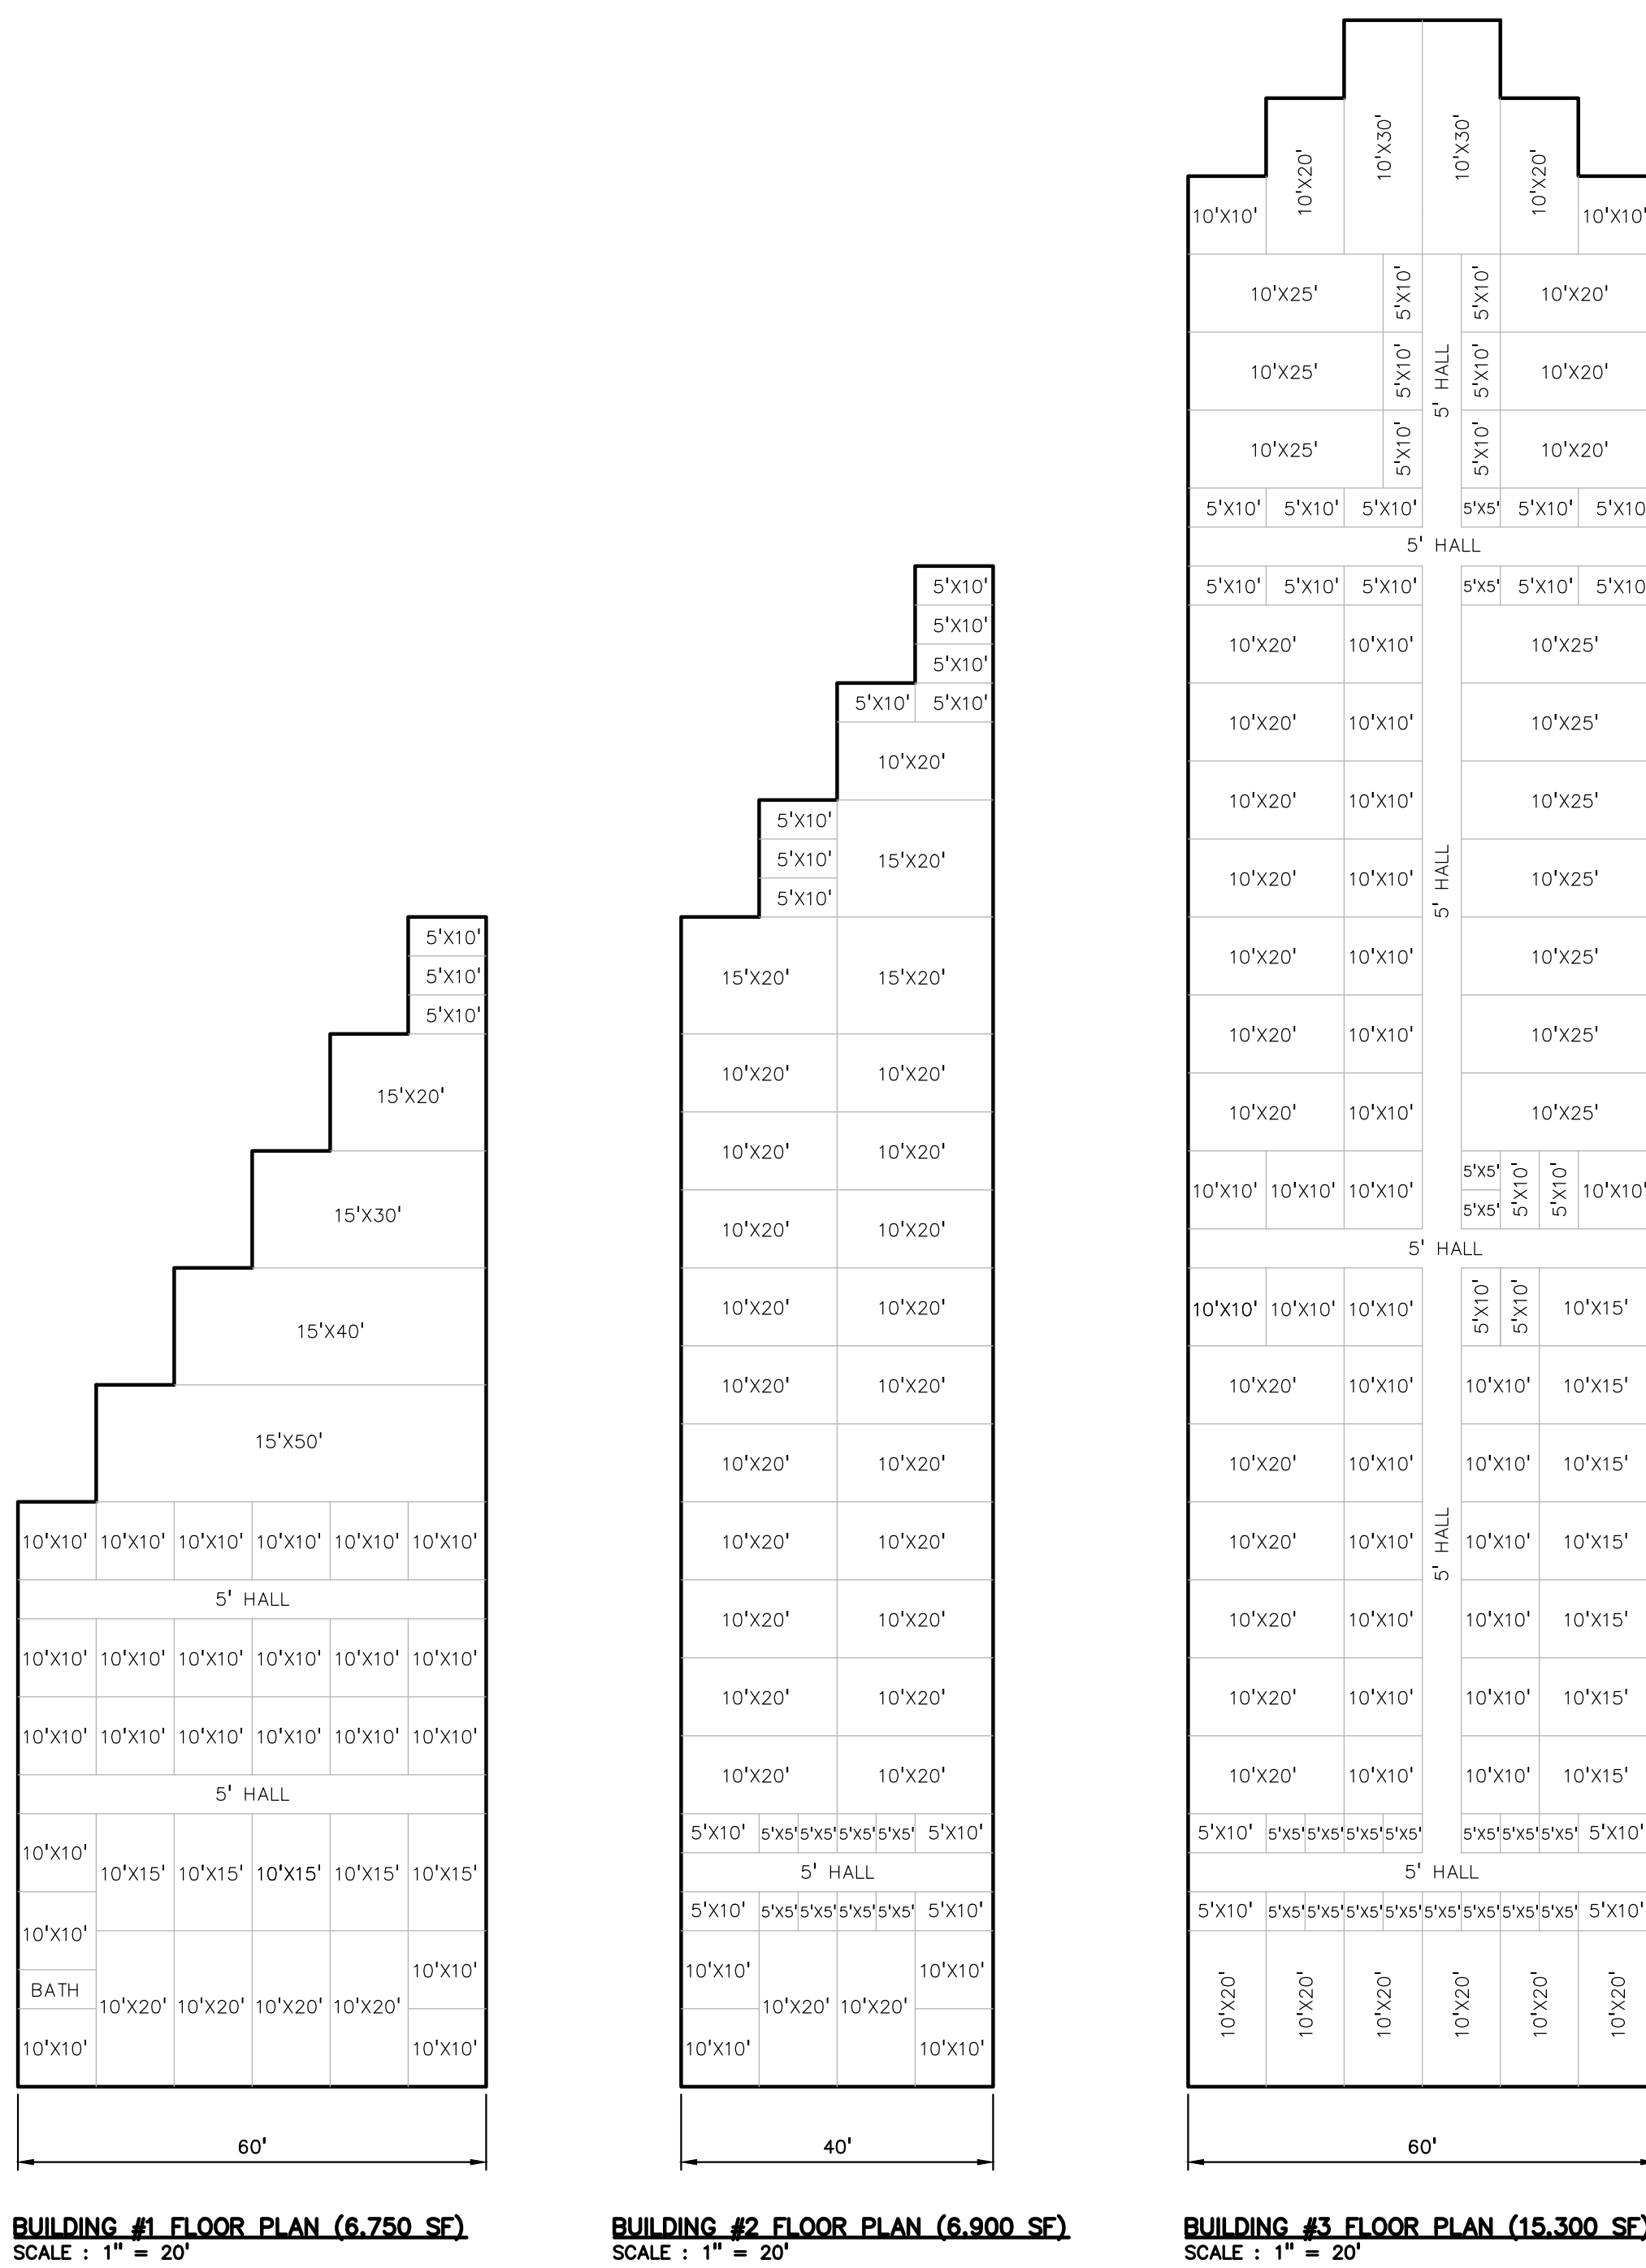 5'X10'
5'X10'
5'X10'
15'X20'
15'X30'
15'X40'
15'X50'
10'X10' 10'X10' 10'X10' 10'X10' 10'X10' 10'X10'
5' HALL
10'X10' 10'X10' 10'X10' 10'X10' 10'X10' 10'X10'
10'X10' 10'X10' 10'X10' 10'X10' 10'X10' 10'X10'
5' HALL
10'X10'
10'X15' 10'X15' 10'X15' 10'X15' 10'X15'
10'X10'
10'X10'
BATH
10'X20' 10'X20' 10'X20' 10'X20'
10'X10' 10'X10'
60'
BUILDING #1 FLOOR PLAN (6,750 SF)
SCALE : 1" = 20'
5'X10'
5'X10'
5'X10'
5'X10' 5'X10'
10'X20'
5'X10'
5'X10' 15'X20'
5'X10'
15'X20' 15'X20'
10'X20' 10'X20'
10'X20' 10'X20'
10'X20' 10'X20'
10'X20' 10'X20'
10'X20' 10'X20'
10'X20' 10'X20'
10'X20' 10'X20'
10'X20' 10'X20'
10'X20' 10'X20'
10'X20' 10'X20'
5'X10' 5'X5' 5'X5' 5'X5' 5'X5' 5'X10'
5' HALL
5'X10' 5'X5' 5'X5' 5'X5' 5'X5' 5'X10'
10'X10' 10'X10'
10'X20' 10'X20'
10'X10' 10'X10'
40'
BUILDING #2 FLOOR PLAN (6,900 SF)
SCALE : 1" = 20'
10'X30' 10'X30'
10'X20' 10'X20'
10'X10' 10'X10'
10'X25' 5'X10' 5'X10' 10'X20'
10'X25' 5'X10' 5' HALL 5'X10' 10'X20'
10'X25' 5'X10' 5'X10' 10'X20'
5'X10' 5'X10' 5'X10' 5'X5' 5'X10' 5'X10
5' HALL
5'X10' 5'X10' 5'X10' 5'X5' 5'X10' 5'X10
10'X20' 10'X10' 10'X25'
10'X20' 10'X10' 10'X25'
10'X20' 10'X10' 10'X25'
10'X20' 10'X10' 5' HALL 10'X25'
10'X20' 10'X10' 10'X25'
10'X20' 10'X10' 10'X25'
10'X20' 10'X10' 10'X25'
5'X5'
10'X10' 10'X10' 10'X10' 5'X10' 5'X10' 10'X10'
5'X5'
5' HALL
10'X10' 10'X10' 10'X10' 5'X10' 5'X10' 10'X15'
10'X20' 10'X10' 10'X10' 10'X15'
10'X20' 10'X10' 10'X10' 10'X15'
10'X20' 10'X10' 5' HALL 10'X10' 10'X15'
10'X20' 10'X10' 10'X10' 10'X15'
10'X20' 10'X10' 10'X10' 10'X15'
10'X20' 10'X10' 10'X10' 10'X15'
5'X10' 5'X5' 5'X5' 5'X5' 5'X5' 5'X5' 5'X5' 5'X5' 5'X10'
5' HALL
5'X10' 5'X5' 5'X5' 5'X5' 5'X5' 5'X5' 5'X5' 5'X5' 5'X5' 5'X10'
10'X20' 10'X20' 10'X20' 10'X20' 10'X20' 10'X20'
60'
BUILDING #3 FLOOR PLAN (15,300 SF)
SCALE : 1" = 20'